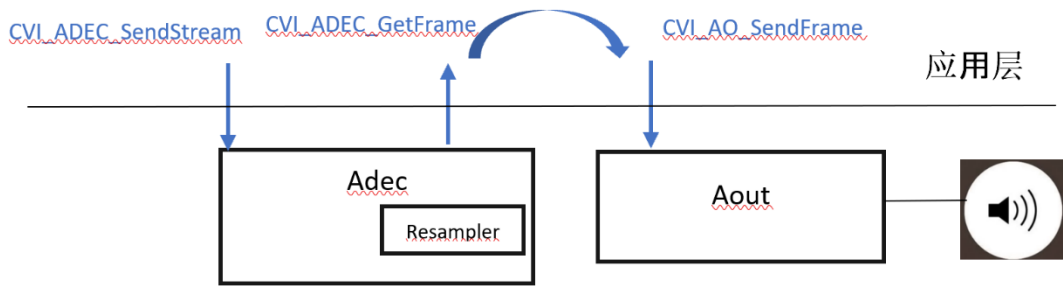 CVI_ADEC_SendStream
CVI_ADEC_GetFrame
CVI_AO_SendFrame
应用层
Adec
Resampler
Aout